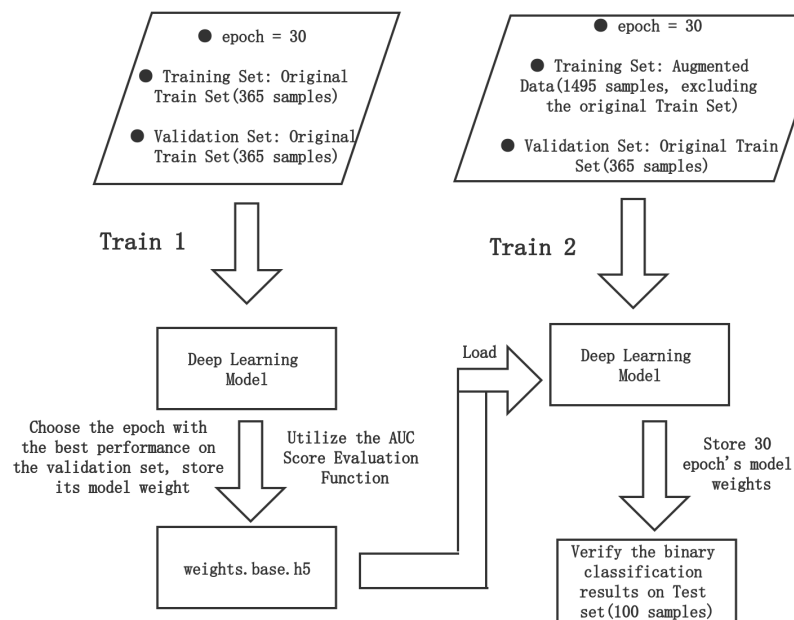 ● epoch = 30
● Training Set: Original
Train Set(365 samples)
● Validation Set: Original
Train Set(365 samples)
Train 1
Deep Learning
Model
Choose the epoch with
the best performance on
the validation set, store
its model weight
Utilize the AUC
Score Evaluation
Function
weights.base.h5
● epoch = 30
● Training Set: Augmented
Data(1495 samples, excluding
the original Train Set)
● Validation Set: Original Train
Set(365 samples)
Train 2
Load
Deep Learning
Model
Store 30
epoch's model
weights
Verify the binary
classification
results on Test
set(100 samples)